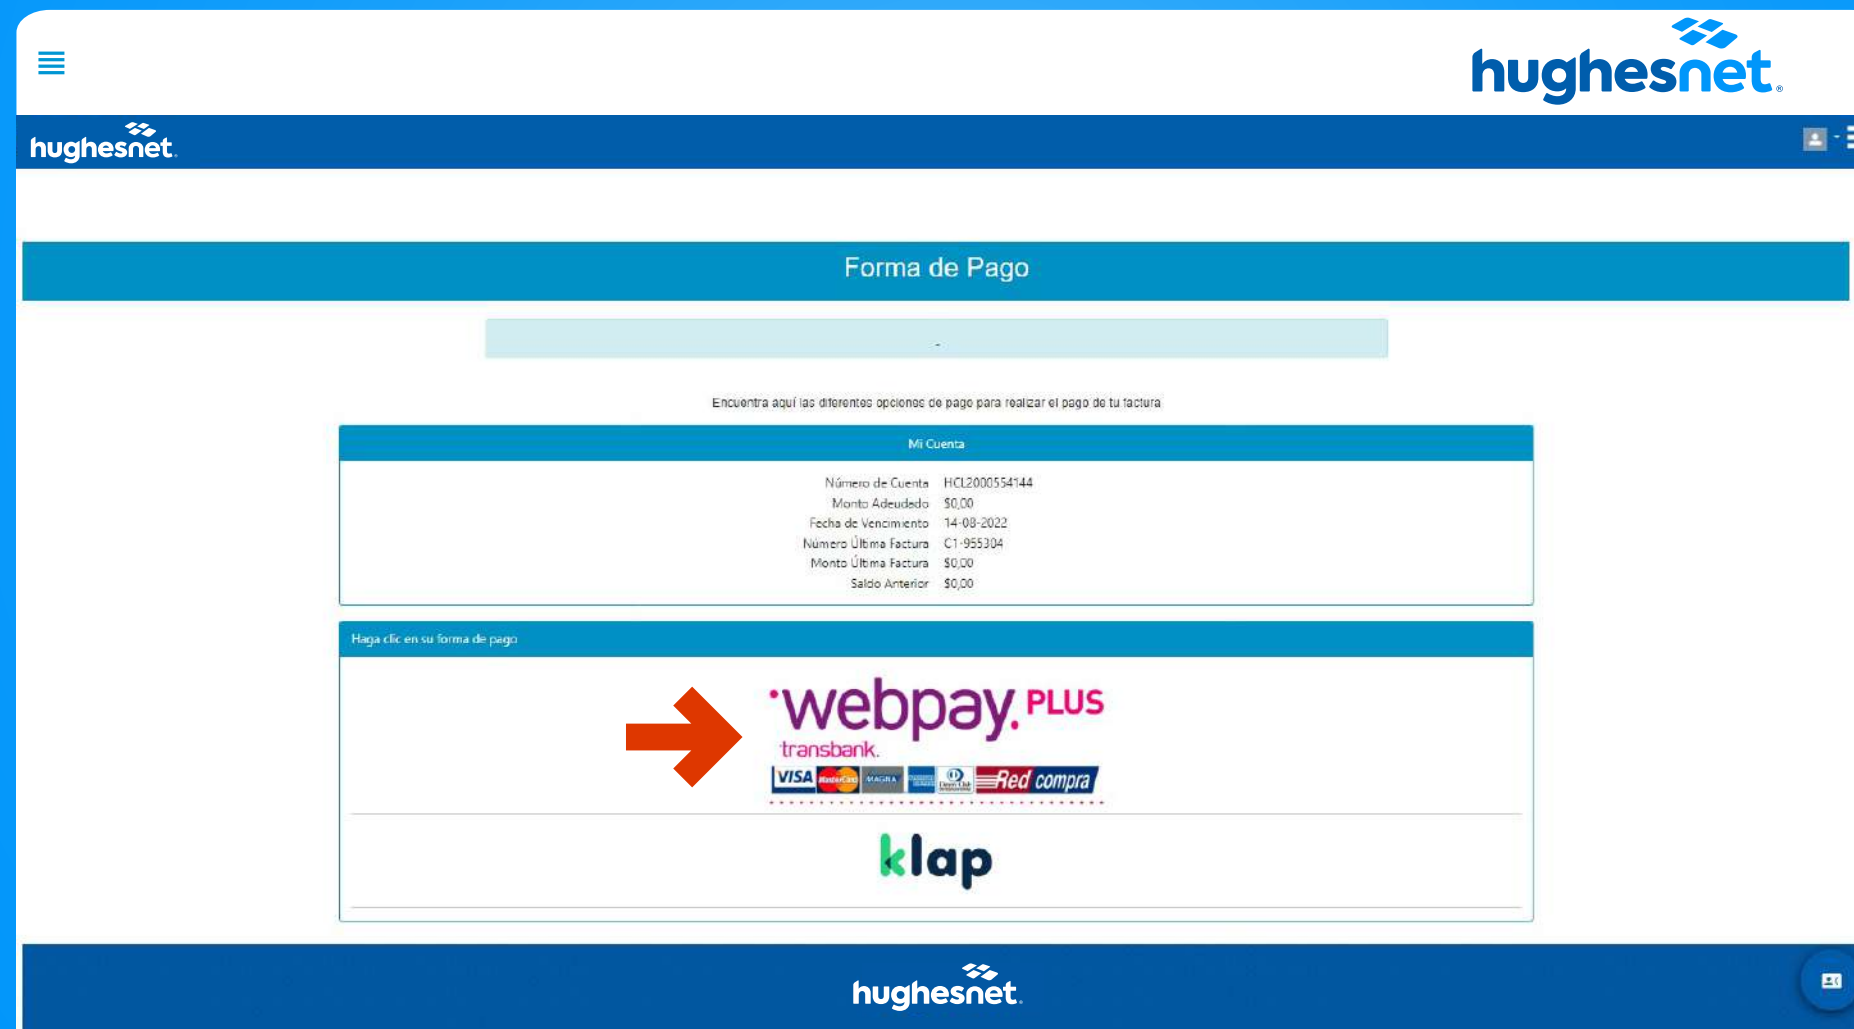 hughesnet.
hughesnet.
Forma de Pago
-
Encuentra aquí las diferentes opciones de pago para realizar el pago de tu factura
Mi Cuenta
Número de Cuenta HCL2000554144
Monto Adeudado $0,00
Fecha de Vencimiento 14-08-2022
Número Última Factura C1-955304
Monto Última Factura $0,00
Saldo Anterior $0,00
Haga clic en su forma de pago
webpay. PLUS
transbank.
VISA MasterCard MAGNA Red compra
klap
hughesnet.